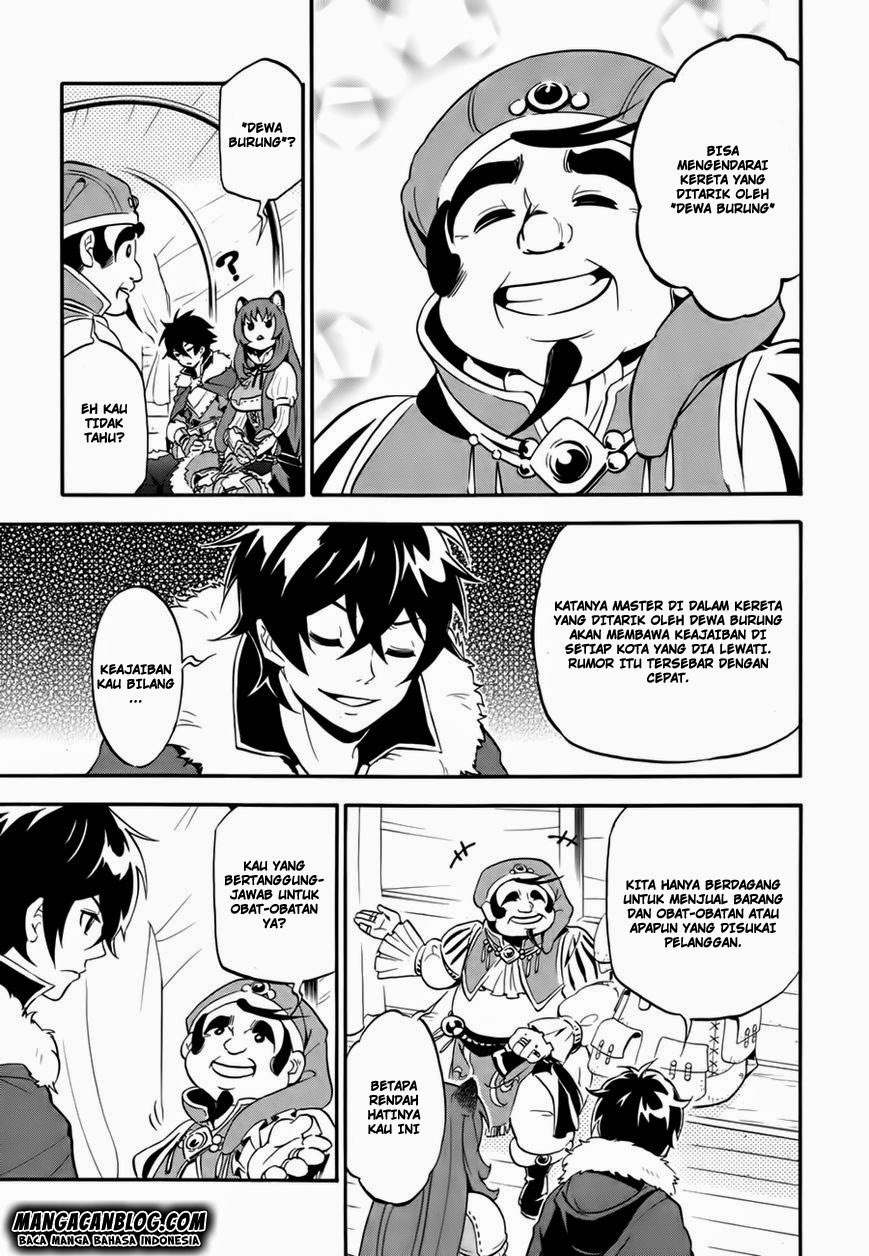 BISA
MENGENDARAI
KERETA YANG
DITARIK OLEH
"DEWA BURUNG"
"DEWA
BURUNG"?
?
EH KAU
TIDAK
TAHU?
KATANYA MASTER DI DALAM KERETA
YANG DITARIK OLEH DEWA BURUNG
AKAN MEMBAWA KEAJAIBAN DI
SETIAP KOTA YANG DIA LEWATI.
RUMOR ITU TERSEBAR DENGAN
CEPAT.
KEAJAIBAN
KAU BILANG
...
KITA HANYA BERDAGANG
UNTUK MENJUAL BARANG
DAN OBAT-OBATAN ATAU
APAPUN YANG DISUKAI
PELANGGAN.
BETAPA
RENDAH
HATINYA
KAU INI
KAU YANG
BERTANGGUNG-
JAWAB UNTUK
OBAT-OBATAN
YA?
MANGACANBLOG.COM
BACA MANGA BAHASA INDONESIA